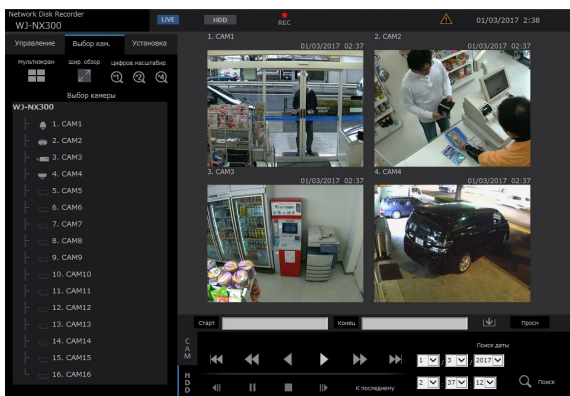 Network Disk Recorder
WJ-NX300
LIVE
HDD
REC
01/03/2017 2:38
Управление
Выбор кам.
Установка
Мультиэкран
Шир. обзор
Цифров.масштабир.
Выбор камеры
WJ-NX300
1. CAM1
2. CAM2
3. CAM3
4. CAM4
5. CAM5
6. CAM6
7. CAM7
8. CAM8
9. CAM9
10. CAM10
11. CAM11
12. CAM12
13. CAM13
14. CAM14
15. CAM15
16. CAM16
1. CAM1
01/03/2017 02:37
2. CAM2
01/03/2017 02:37
3. CAM3
01/03/2017 02:37
4. CAM4
01/03/2017 02:37
Старт
Конец
Просм
CAM
HDD
К последнему
Поиск даты
1 / 3 / 2017
2 : 37 : 12
Поиск